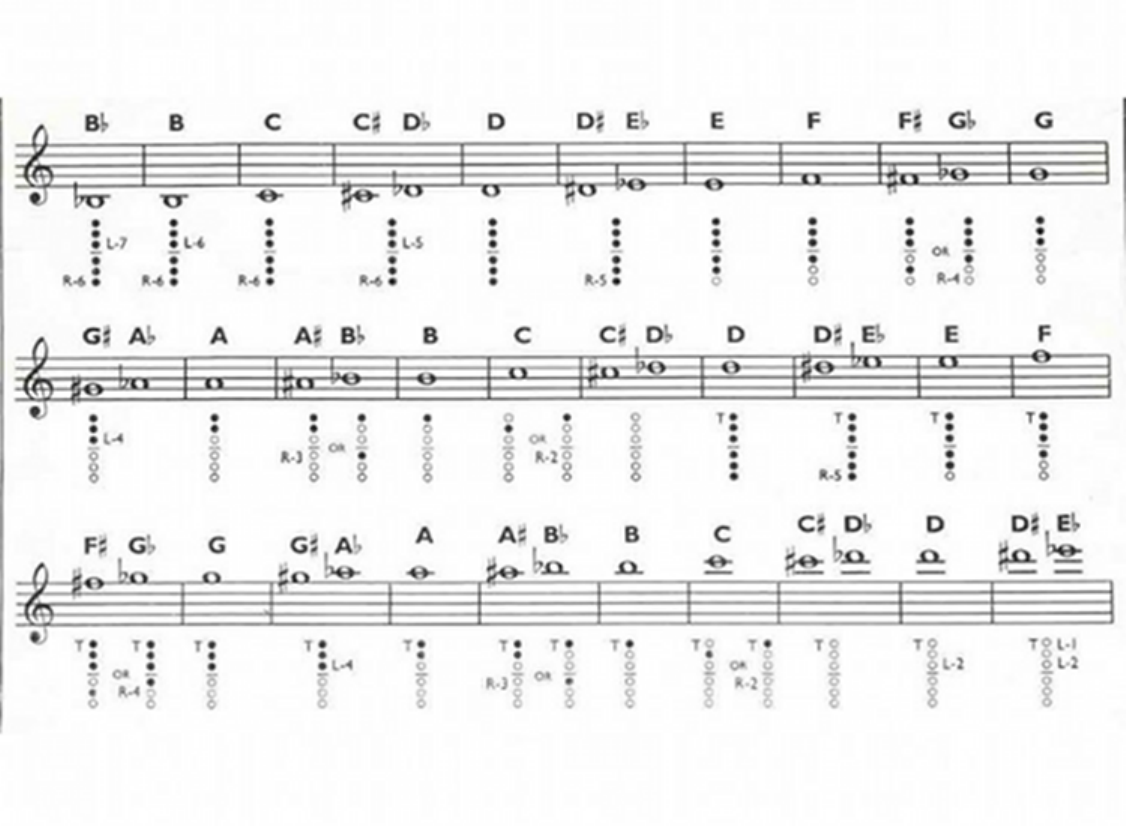 B♭ B C C♯ D♭ D D♯ E♭ E F F♯ G♭ G
L-7 L-6 L-5 OR
R-6 R-6 R-6 R-6 R-5 R-4
G♯ A♭ A A♯ B♭ B C C♯ D♭ D D♯ E♭ E F
T T T T
L-4 OR OR
R-3 R-2 R-5
F♯ G♭ G G♯ A♭ A A♯ B♭ B C C♯ D♭ D D♯ E♭
T T T T T T T T T T T T T L-1
OR L-4 OR OR L-2 L-2
R-4 R-3 R-2